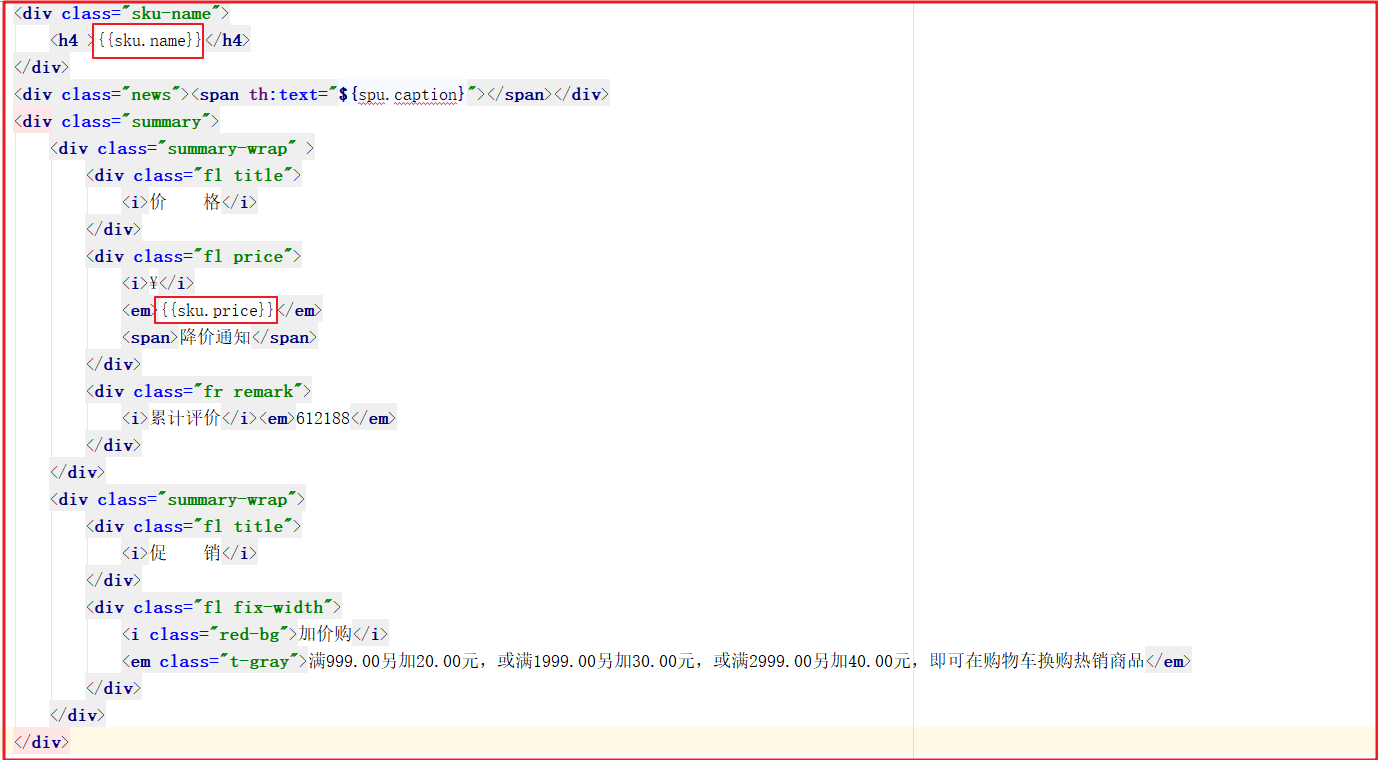 <div class="sku-name">
    <h4 >{{sku.name}}</h4>
</div>
<div class="news"><span th:text="${spu.caption}"></span></div>
<div class="summary">
    <div class="summary-wrap" >
        <div class="fl title">
            <i>价　　格</i>
        </div>
        <div class="fl price">
            <i>¥</i>
            <em>{{sku.price}}</em>
            <span>降价通知</span>
        </div>
        <div class="fr remark">
            <i>累计评价</i><em>612188</em>
        </div>
    </div>
    <div class="summary-wrap">
        <div class="fl title">
            <i>促　　销</i>
        </div>
        <div class="fl fix-width">
            <i class="red-bg">加价购</i>
            <em class="t-gray">满999.00另加20.00元，或满1999.00另加30.00元，或满2999.00另加40.00元，即可在购物车换购热销商品</em>
        </div>
    </div>
</div>